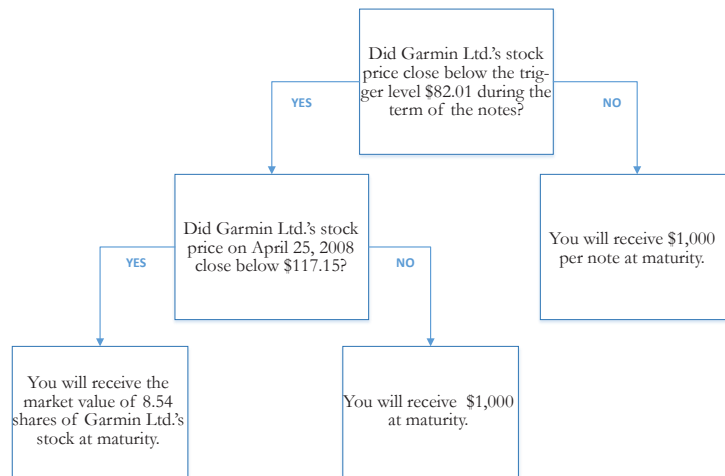 Did Garmin Ltd.'s stock
price close below the trig-
ger level $82.01 during the
term of the notes?
YES
NO
Did Garmin Ltd.'s stock
price on April 25, 2008
close below $117.15?
You will receive $1,000
per note at maturity.
YES
NO
You will receive the
market value of 8.54
shares of Garmin Ltd.'s
stock at maturity.
You will receive $1,000
at maturity.